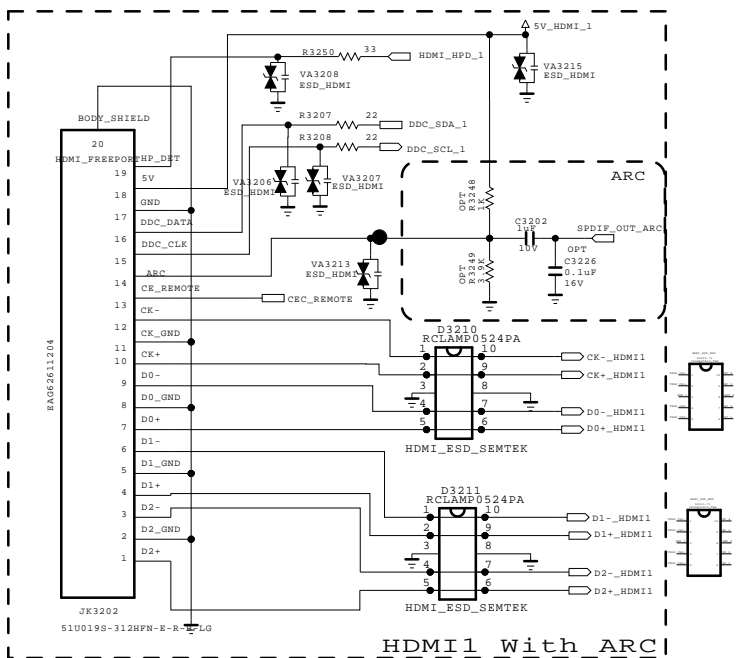 5V_HDMI_1
R3250 33 HDMI_HPD_1
VA3208
ESD_HDMI
VA3215
ESD_HDMI
BODY_SHIELD
R3207 22 DDC_SDA_1
R3208 22 DDC_SCL_1
20
HDMI_FREEPORT
HP_DET
19
5V
18
GND
17
DDC_DATA
16
DDC_CLK
15
ARC
14
CE_REMOTE
13
CK-
12
CK_GND
11
CK+
10
D0-
9
D0_GND
8
D0+
7
D1-
6
D1_GND
5
D1+
4
D2-
3
D2_GND
2
D2+
1
EAG62611204
JK3202
51U019S-312HFN-E-R-B-LG
VA3206
ESD_HDMI
VA3207
ESD_HDMI
VA3213
ESD_HDMI
CEC_REMOTE
ARC
OPT
R3248
1K
OPT
R3249
3.9K
C3202
1uF
10V
SPDIF_OUT_ARC
OPT
C3226
0.1uF
16V
D3210
RCLAMP0524PA
1 10 CK-_HDMI1
2 9 CK+_HDMI1
3 8
4 7 D0-_HDMI1
5 6 D0+_HDMI1
HDMI_ESD_SEMTEK
D3211
RCLAMP0524PA
1 10 D1-_HDMI1
2 9 D1+_HDMI1
3 8
4 7 D2-_HDMI1
5 6 D2+_HDMI1
HDMI_ESD_SEMTEK
HDMI1 With ARC